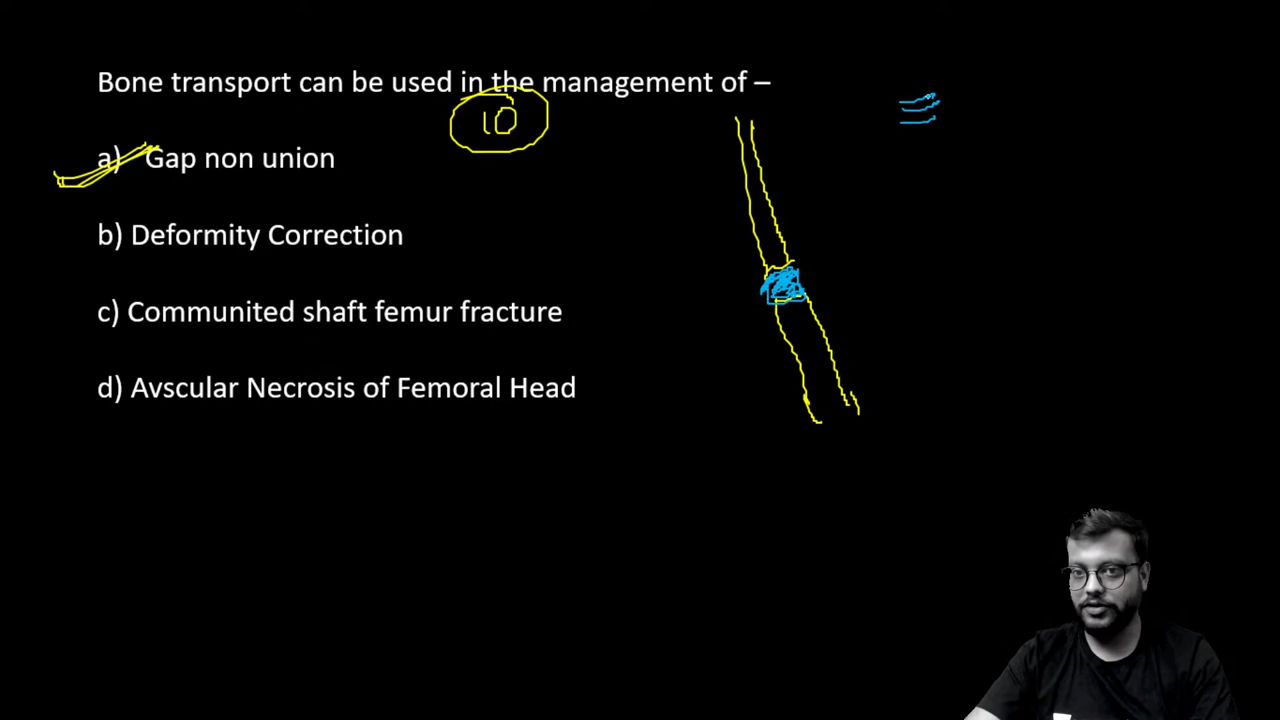 Bone transport can be used in the management of –
10
a) Gap non union
b) Deformity Correction
c) Communited shaft femur fracture
d) Avscular Necrosis of Femoral Head